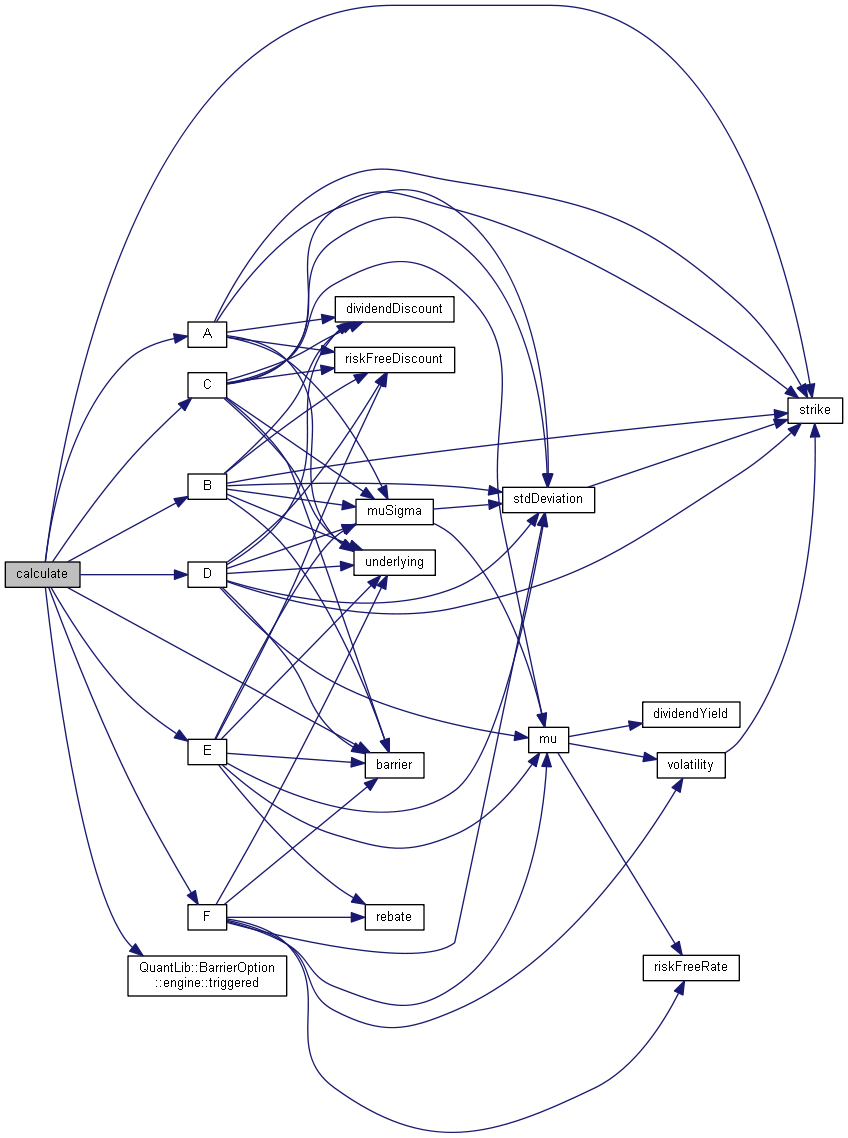 dividendDiscount
A
riskFreeDiscount
C
strike
B
stdDeviation
muSigma
underlying
calculate
D
dividendYield
mu
E
barrier
volatility
F
rebate
riskFreeRate
QuantLib::BarrierOption
::engine::triggered